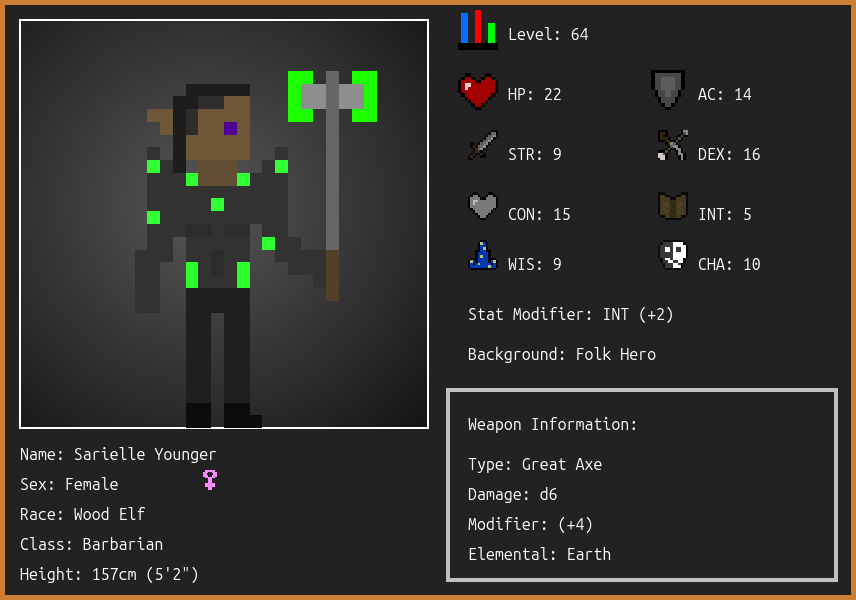 Level: 64
HP: 22
AC: 14
STR: 9
DEX: 16
CON: 15
INT: 5
WIS: 9
CHA: 10
Stat Modifier: INT (+2)
Background: Folk Hero
Weapon Information:
Type: Great Axe
Damage: d6
Modifier: (+4)
Elemental: Earth
Name: Sarielle Younger
Sex: Female
Race: Wood Elf
Class: Barbarian
Height: 157cm (5'2")